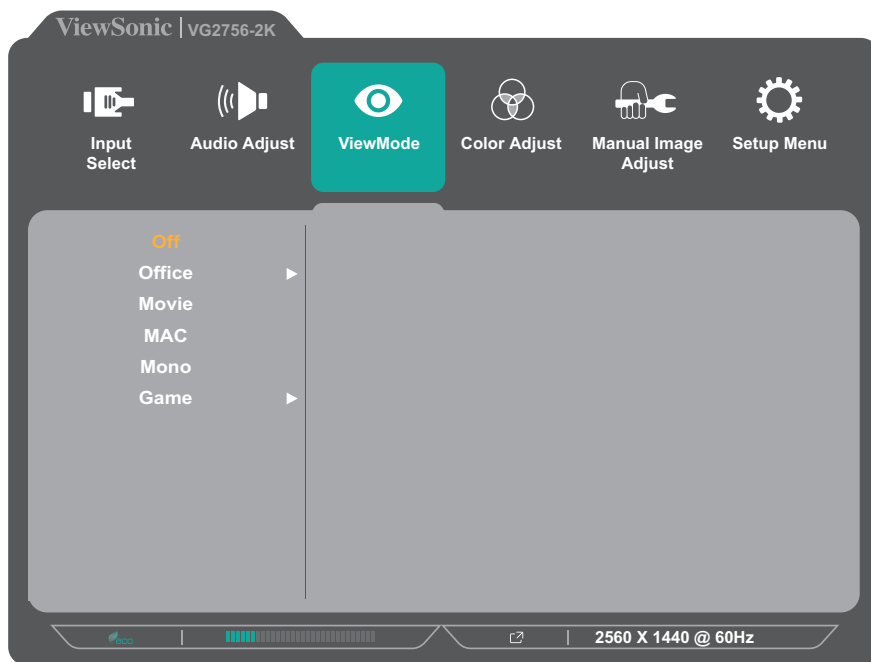 ViewSonic | VG2756-2K
Input Select
Audio Adjust
ViewMode
Color Adjust
Manual Image Adjust
Setup Menu
Off
Office
Movie
MAC
Mono
Game
eco
2560 X 1440 @ 60Hz